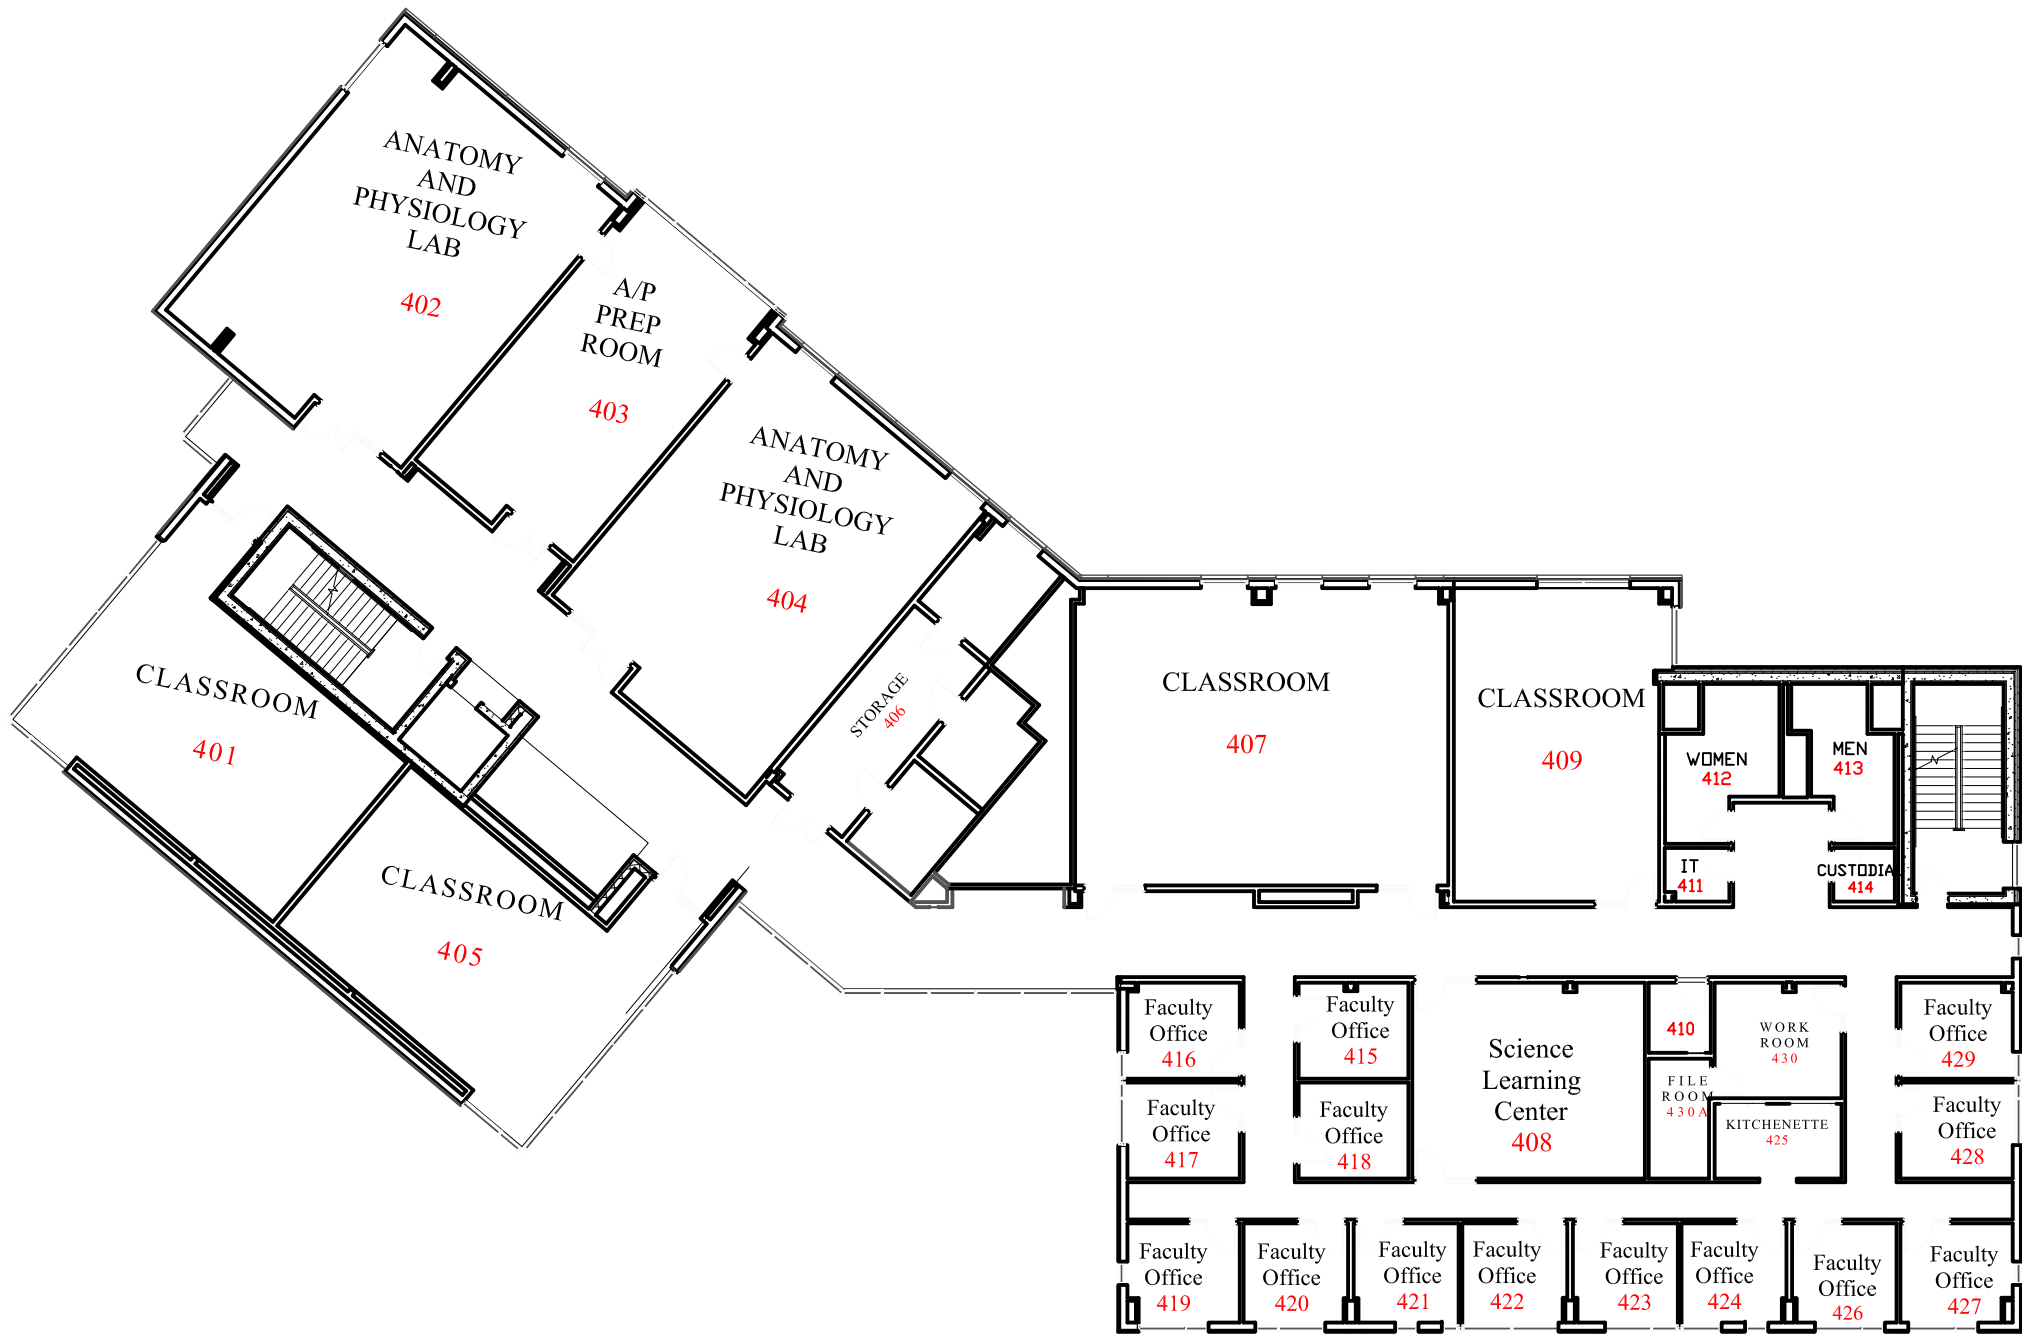 ANATOMY
AND
PHYSIOLOGY
LAB
402
A/P
PREP
ROOM
403
ANATOMY
AND
PHYSIOLOGY
LAB
404
CLASSROOM
401
CLASSROOM
405
STORAGE
406
CLASSROOM
407
CLASSROOM
409
WOMEN
412
MEN
413
IT
411
CUSTODIA
414
Faculty
Office
416
Faculty
Office
415
Science
Learning
Center
408
410
WORK
ROOM
430
FILE
ROOM
430A
KITCHENETTE
425
Faculty
Office
429
Faculty
Office
417
Faculty
Office
418
Faculty
Office
428
Faculty
Office
419
Faculty
Office
420
Faculty
Office
421
Faculty
Office
422
Faculty
Office
423
Faculty
Office
424
Faculty
Office
426
Faculty
Office
427